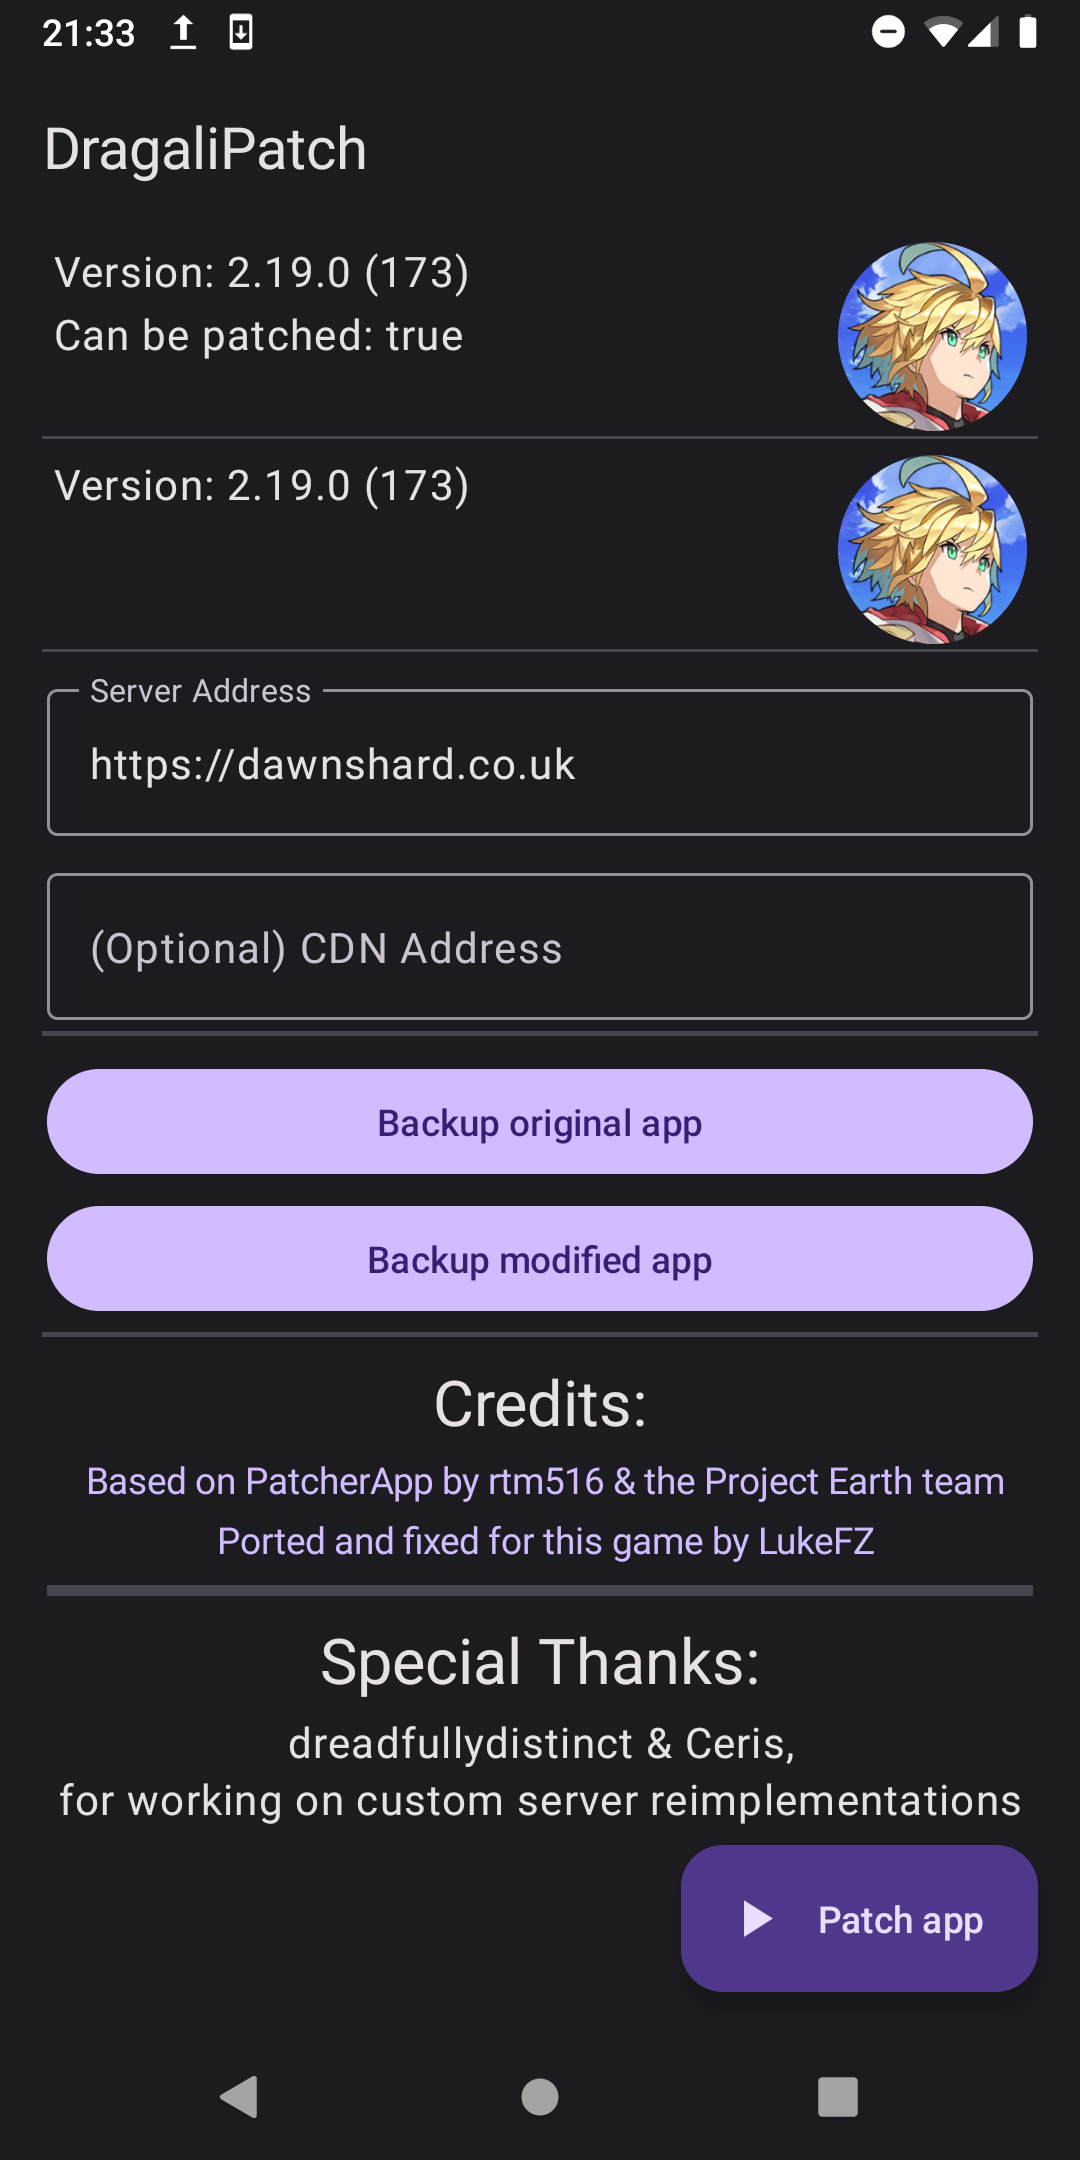 21:33
DragaliPatch
Version: 2.19.0 (173)
Can be patched: true
Version: 2.19.0 (173)
Server Address
https://dawnshard.co.uk
(Optional) CDN Address
Backup original app
Backup modified app
Credits:
Based on PatcherApp by rtm516 & the Project Earth team
Ported and fixed for this game by LukeFZ
Special Thanks:
dreadfullydistinct & Ceris,
for working on custom server reimplementations
Patch app